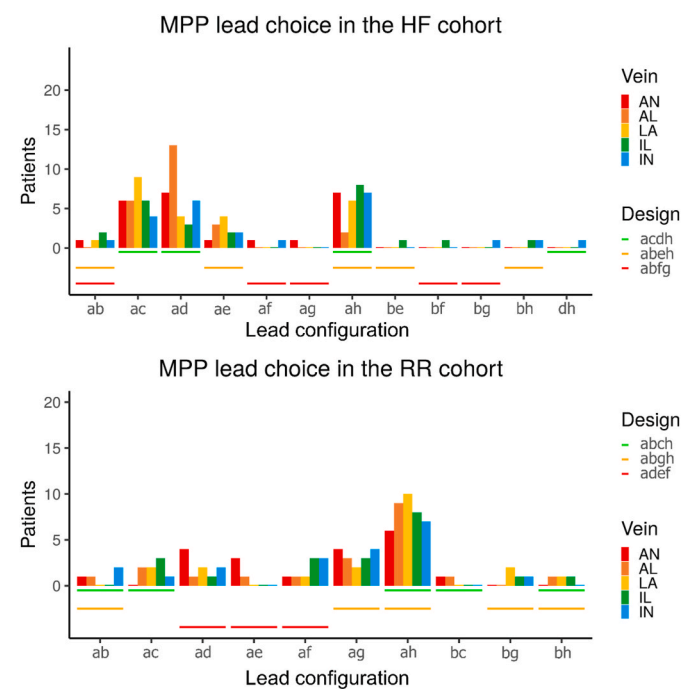 MPP lead choice in the HF cohort
Patients
20
15
10
5
0
ab ac ad ae af ag ah be bf bg bh dh
Lead configuration
Vein
AN
AL
LA
IL
IN
Design
acdh
abeh
abfg
MPP lead choice in the RR cohort
Patients
20
15
10
5
0
ab ac ad ae af ag ah bc bg bh
Lead configuration
Design
abch
abgh
adef
Vein
AN
AL
LA
IL
IN